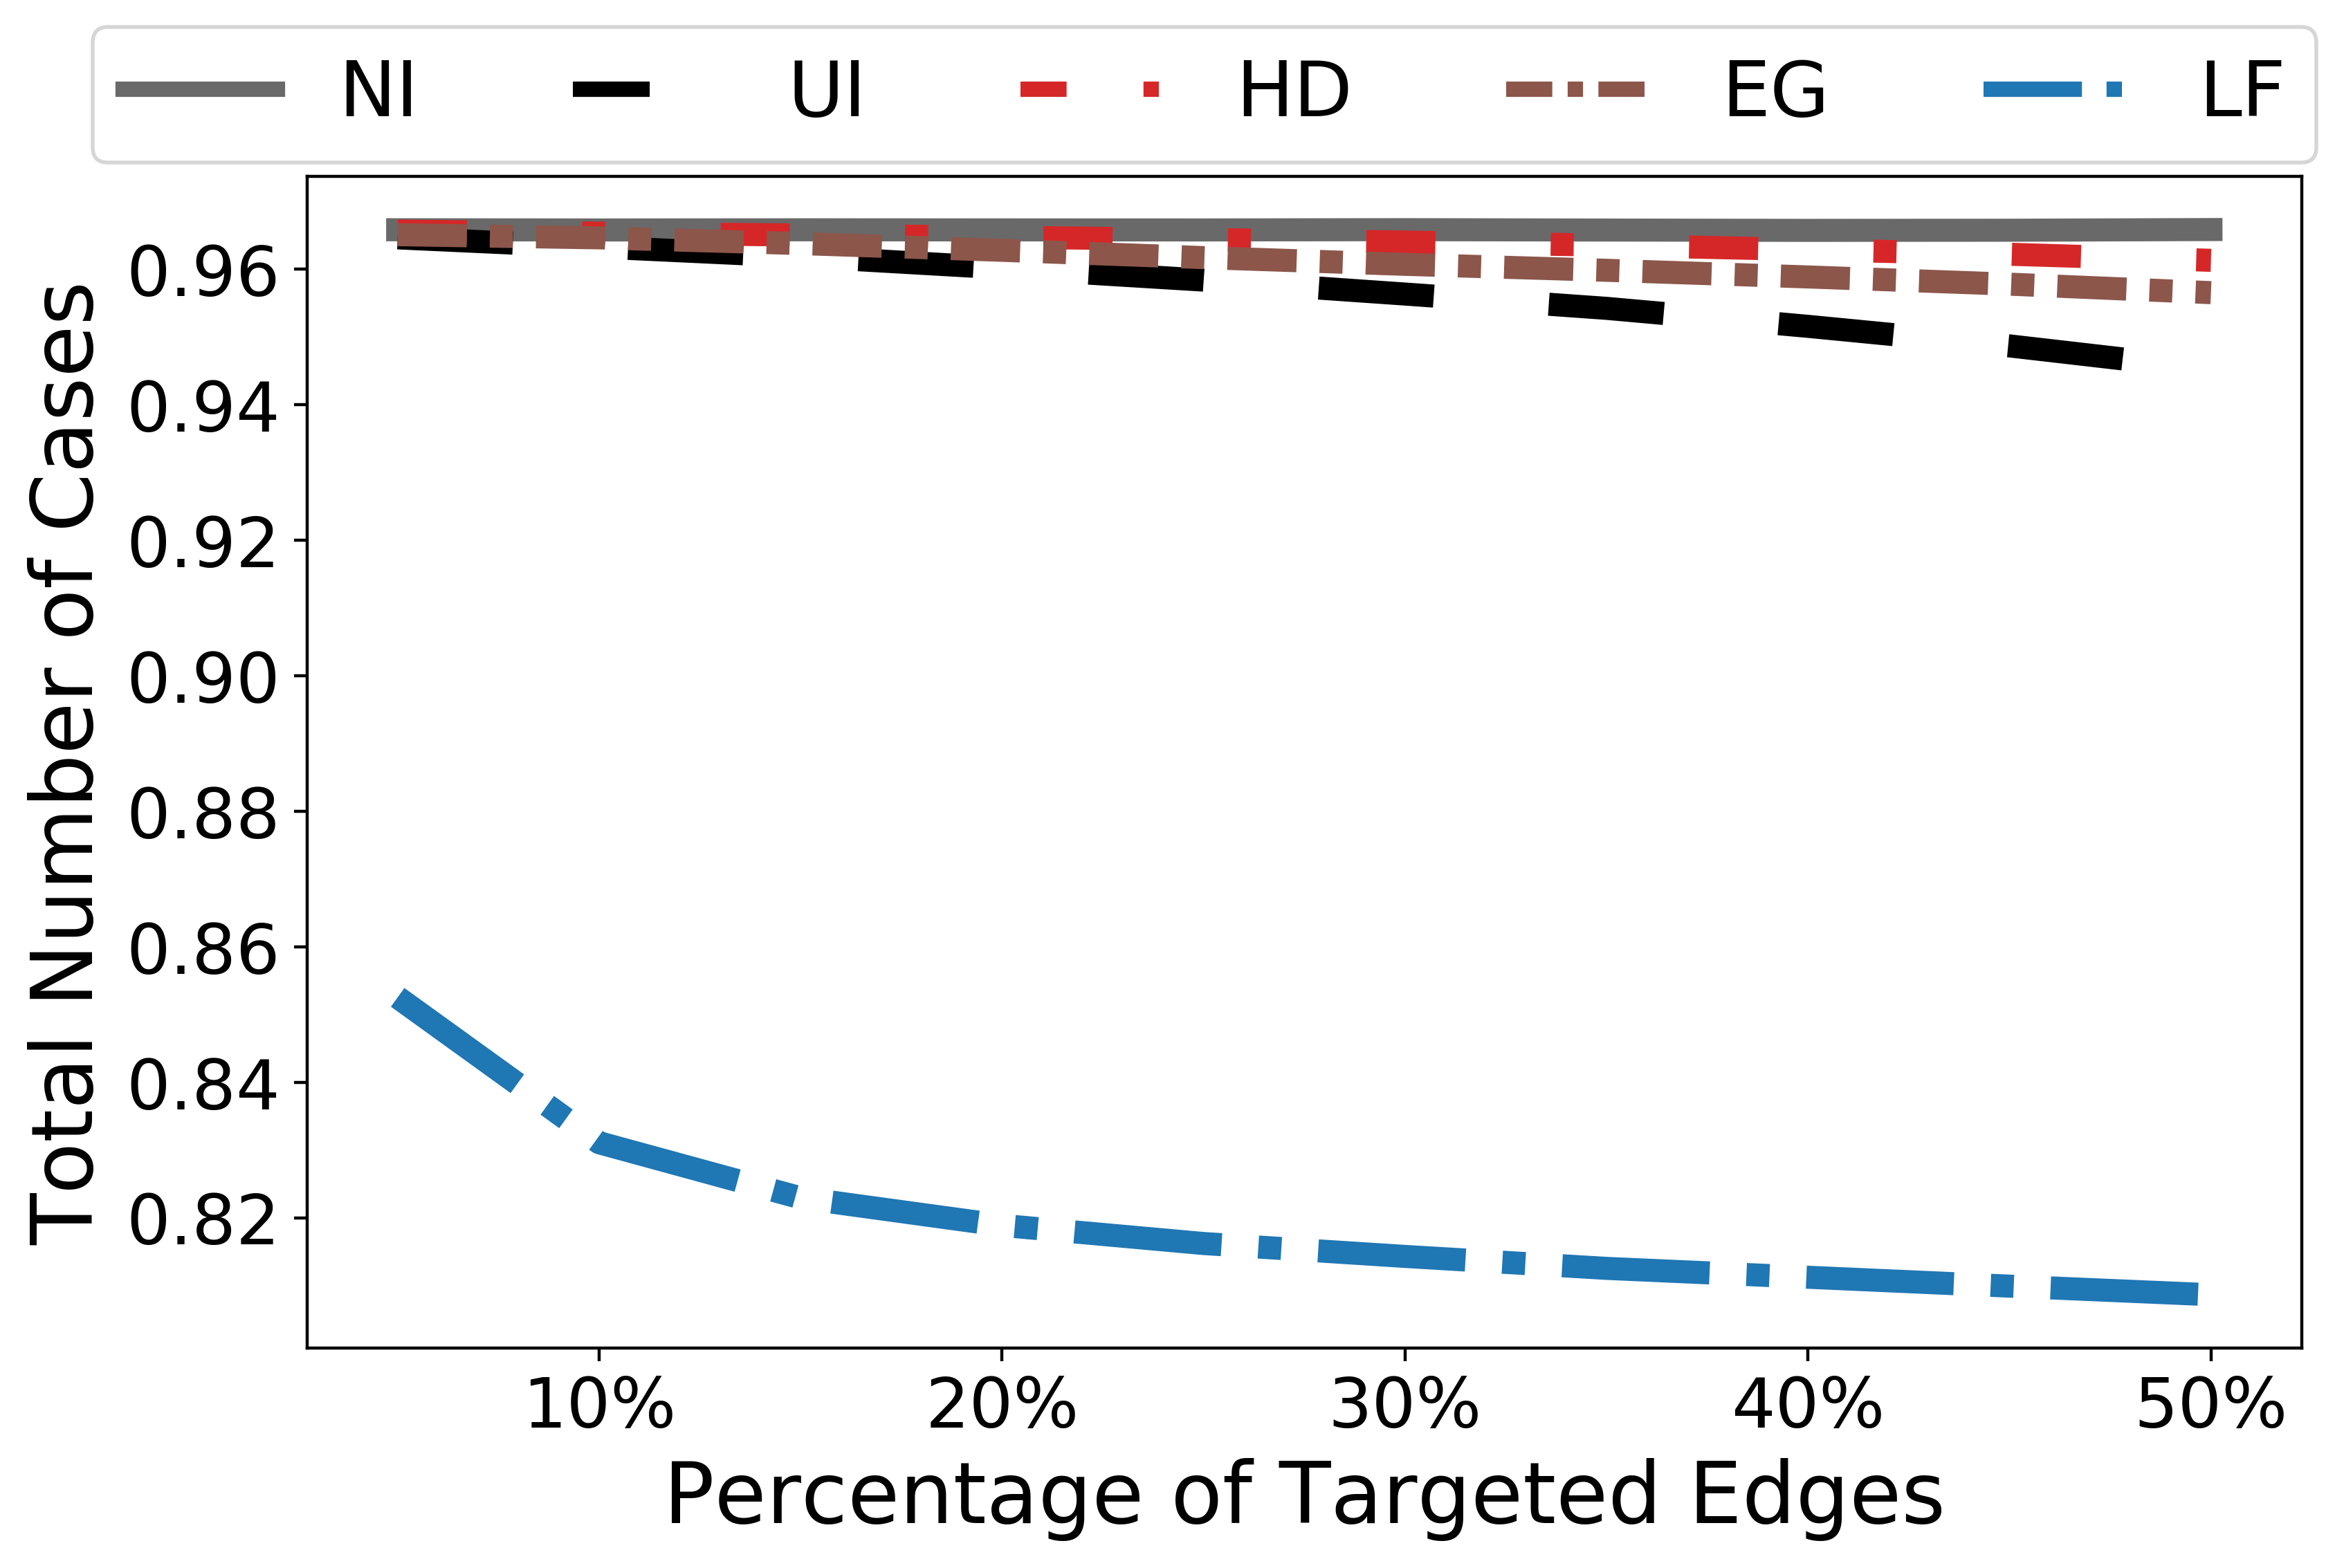 NI UI HD EG LF
Total Number of Cases
0.96
0.94
0.92
0.90
0.88
0.86
0.84
0.82
10% 20% 30% 40% 50%
Percentage of Targeted Edges